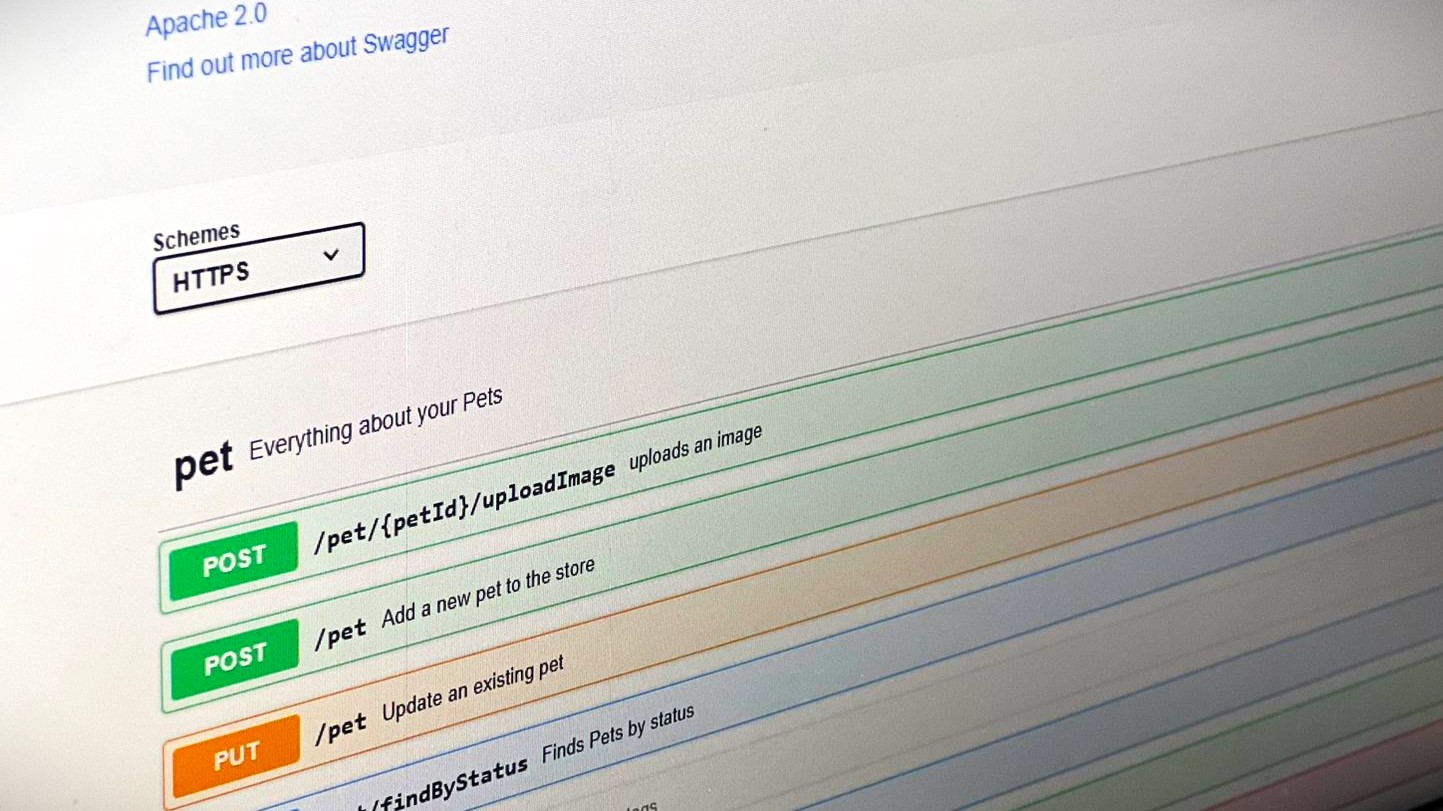 Apache 2.0
Find out more about Swagger
Schemes
HTTPS
pet Everything about your Pets
POST /pet/{petId}/uploadImage uploads an image
POST /pet Add a new pet to the store
PUT /pet Update an existing pet
/findByStatus Finds Pets by status